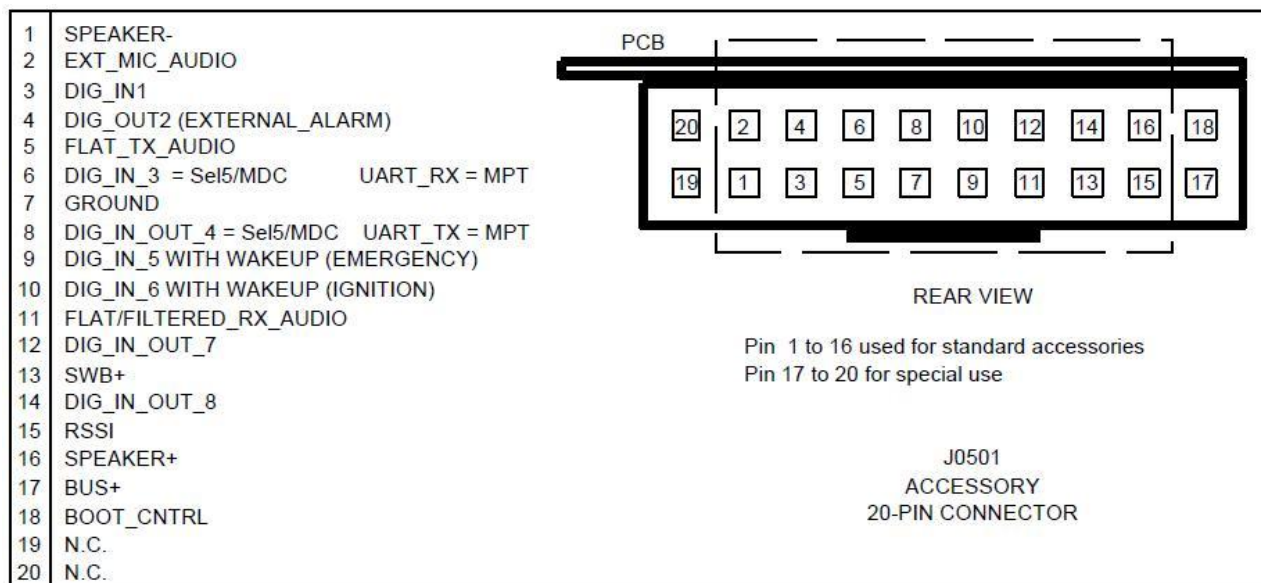 1 SPEAKER-
2 EXT_MIC_AUDIO
3 DIG_IN1
4 DIG_OUT2 (EXTERNAL_ALARM)
5 FLAT_TX_AUDIO
6 DIG_IN_3 = Sel5/MDC UART_RX = MPT
7 GROUND
8 DIG_IN_OUT_4 = Sel5/MDC UART_TX = MPT
9 DIG_IN_5 WITH WAKEUP (EMERGENCY)
10 DIG_IN_6 WITH WAKEUP (IGNITION)
11 FLAT/FILTERED_RX_AUDIO
12 DIG_IN_OUT_7
13 SWB+
14 DIG_IN_OUT_8
15 RSSI
16 SPEAKER+
17 BUS+
18 BOOT_CNTRL
19 N.C.
20 N.C.
PCB
20 2 4 6 8 10 12 14 16 18
19 1 3 5 7 9 11 13 15 17
REAR VIEW
Pin 1 to 16 used for standard accessories
Pin 17 to 20 for special use
J0501
ACCESSORY
20-PIN CONNECTOR